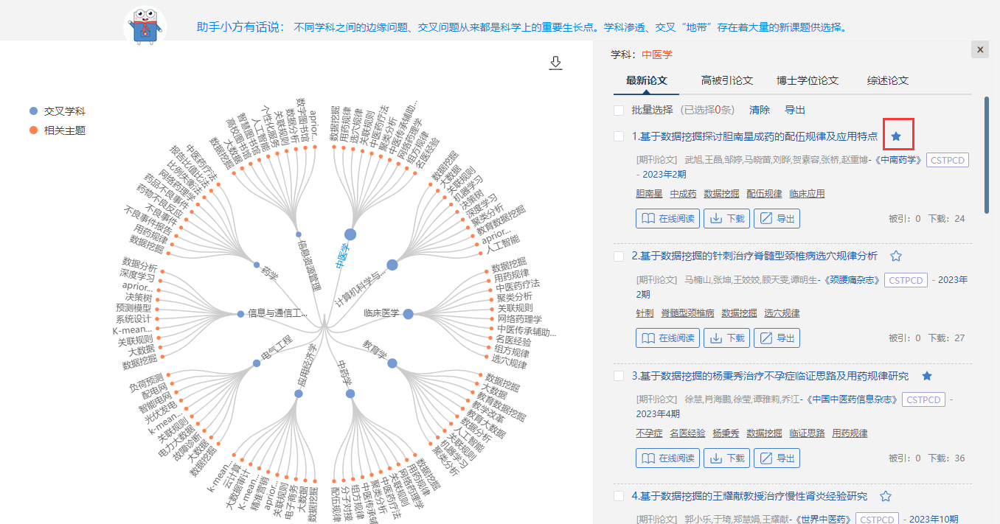 助手小方有话说： 不同学科之间的边缘问题、交叉问题从来都是科学上的重要生长点。学科渗透、交叉“地带”存在着大量的新课题供选择。
交叉学科
相关主题
中医学
数据挖掘
用药规律
选穴规律
关联规则
中医药疗法
聚类分析
中医传承辅助...
网络药理学
组方规律
名医经验
计算机科学与...
数据挖掘
大数据
关联规则
机器学习
决策树
深度学习
聚类分析
教育数据挖掘
aprior...
人工智能
临床医学
数据挖掘
用药规律
中医药疗法
聚类分析
关联规则
网络药理学
中医传承辅助...
名医经验
组方规律
选穴规律
教育学
数据挖掘
大数据
教育数据挖掘
教学改革
教育大数据
数据分析
人工智能
关联规则
机器学习
聚类分析
中药学
数据挖掘
用药规律
网络药理学
关联规则
中医药疗法
聚类分析
中医传承辅
组方规律
分子对接
配伍规律
应用经济学
数据挖掘
大数据
电子商务
关联规则
aprior...
精准营销
K-mean...
大数据审计
云计算
k-mean...
电气工程
数据挖掘
大数据
故障诊断
电力大数据
关联规则
k-mean...
光伏发电
智能电网
配电网
负荷预测
信息与通信工...
数据挖掘
大数据
关联规则
K-mean...
系统设计
预测模型
决策树
aprior...
深度学习
数据分析
药学
数据挖掘
用药规律
不良事件报告
不良事件
药物不良反应
药品不良事件
网络药理学
比例失衡法
报告比值比法
中医药疗法
信息资源管理
数据挖掘
大数据
高校图书馆
智慧图书馆
人工智能
个性化服务
关联规则
数据分析
数字图书馆
aprior...
学科：中医学
X
最新论文 高被引论文 博士学位论文 综述论文
批量选择 (已选择0条) 清除 导出
1.基于数据挖掘探讨胆南星成药的配伍规律及应用特点
[期刊论文] 武旭,王晶,邹婷,马晓茼,刘晔,贺素容,张桥,赵重博-《中南药学》 CSTPCD
- 2023年2期
胆南星 中成药 数据挖掘 配伍规律 临床应用
在线阅读 下载 导出 被引：0 下载：24
2.基于数据挖掘的针刺治疗脊髓型颈椎病选穴规律分析
[期刊论文] 马楠山,张坤,王姣姣,顾天雯,谭明生-《颈腰痛杂志》 CSTPCD - 2023年
2期
针刺 脊髓型颈椎病 数据挖掘 选穴规律
在线阅读 下载 导出 被引：0 下载：27
3.基于数据挖掘的杨秉秀治疗不孕症临证思路及用药规律研究
[期刊论文] 徐慧,肖海鹏,徐莹,谭雅莉,乔江-《中国中医药信息杂志》 CSTPCD -
2023年4期
不孕症 名医经验 杨秉秀 数据挖掘 临证思路 用药规律
在线阅读 下载 导出 被引：0 下载：36
4.基于数据挖掘的王耀献教授治疗慢性肾炎经验研究
[期刊论文] 郭小乐,于琦,郑慧娟,王耀献-《世界中医药》 CSTPCD - 2023年10期